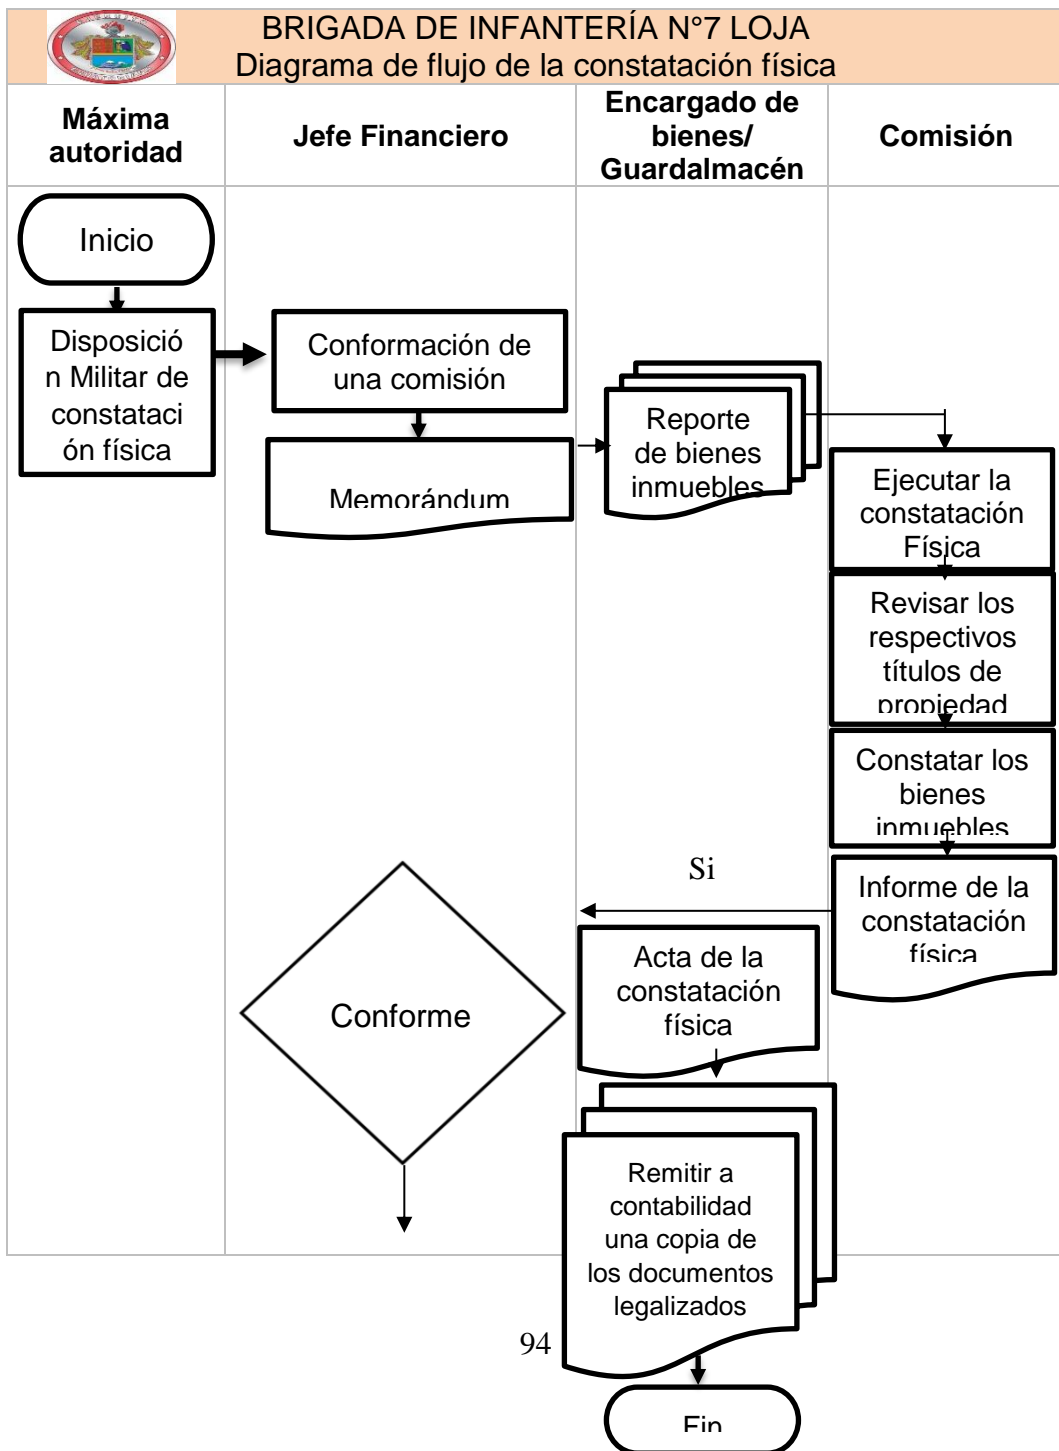 BRIGADA DE INFANTERÍA N°7 LOJA
Diagrama de flujo de la constatación física
Máxima
autoridad
Jefe Financiero
Encargado de
bienes/
Guardalmacén
Comisión
Inicio
Disposició
n Militar de
constataci
ón física
Conformación de
una comisión
Memorándum
Reporte
de bienes
inmuebles
Ejecutar la
constatación
Física
Revisar los
respectivos
títulos de
propiedad
Constatar los
bienes
inmuebles
Informe de la
constatación
física
Si
Conforme
Acta de la
constatación
física
Remitir a
contabilidad
una copia de
los documentos
legalizados
94
Fin